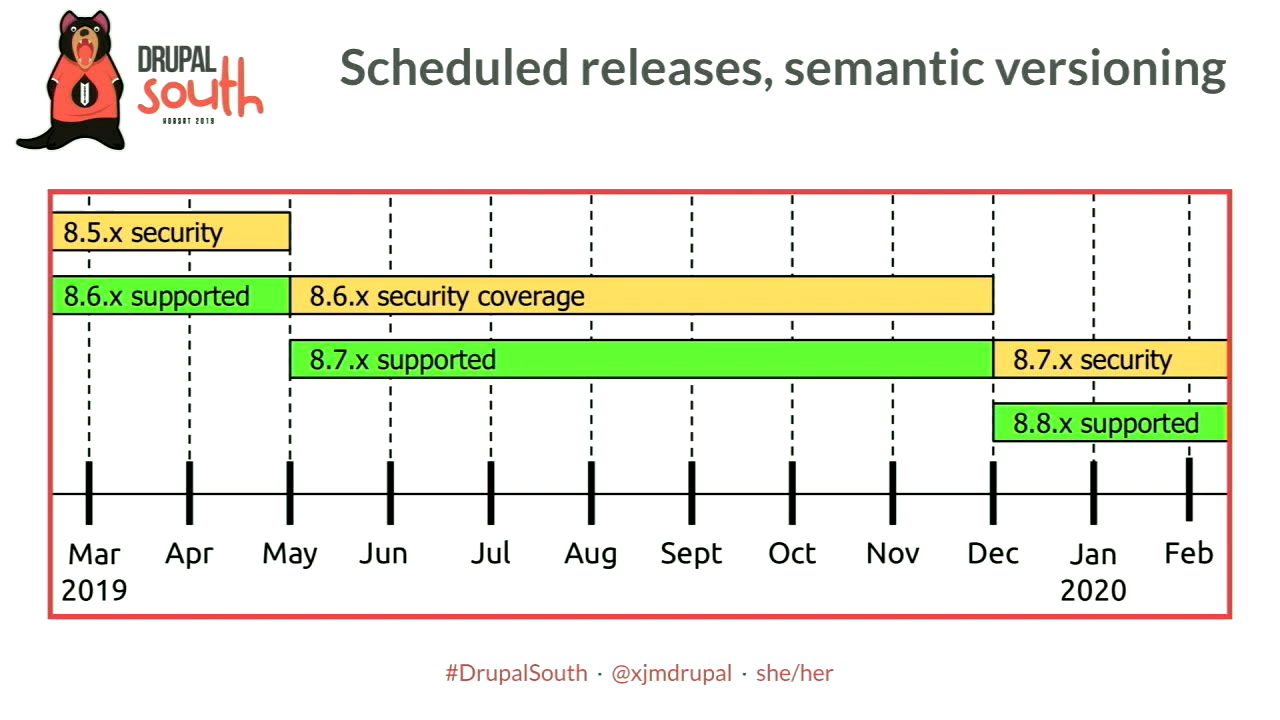 DRUPAL
south
HOBART 2019
Scheduled releases, semantic versioning
8.5.x security
8.6.x supported
8.6.x security coverage
8.7.x supported
8.7.x security
8.8.x supported
Mar Apr May Jun Jul Aug Sept Oct Nov Dec Jan Feb
2019 2020
#DrupalSouth · @xjmdrupal · she/her